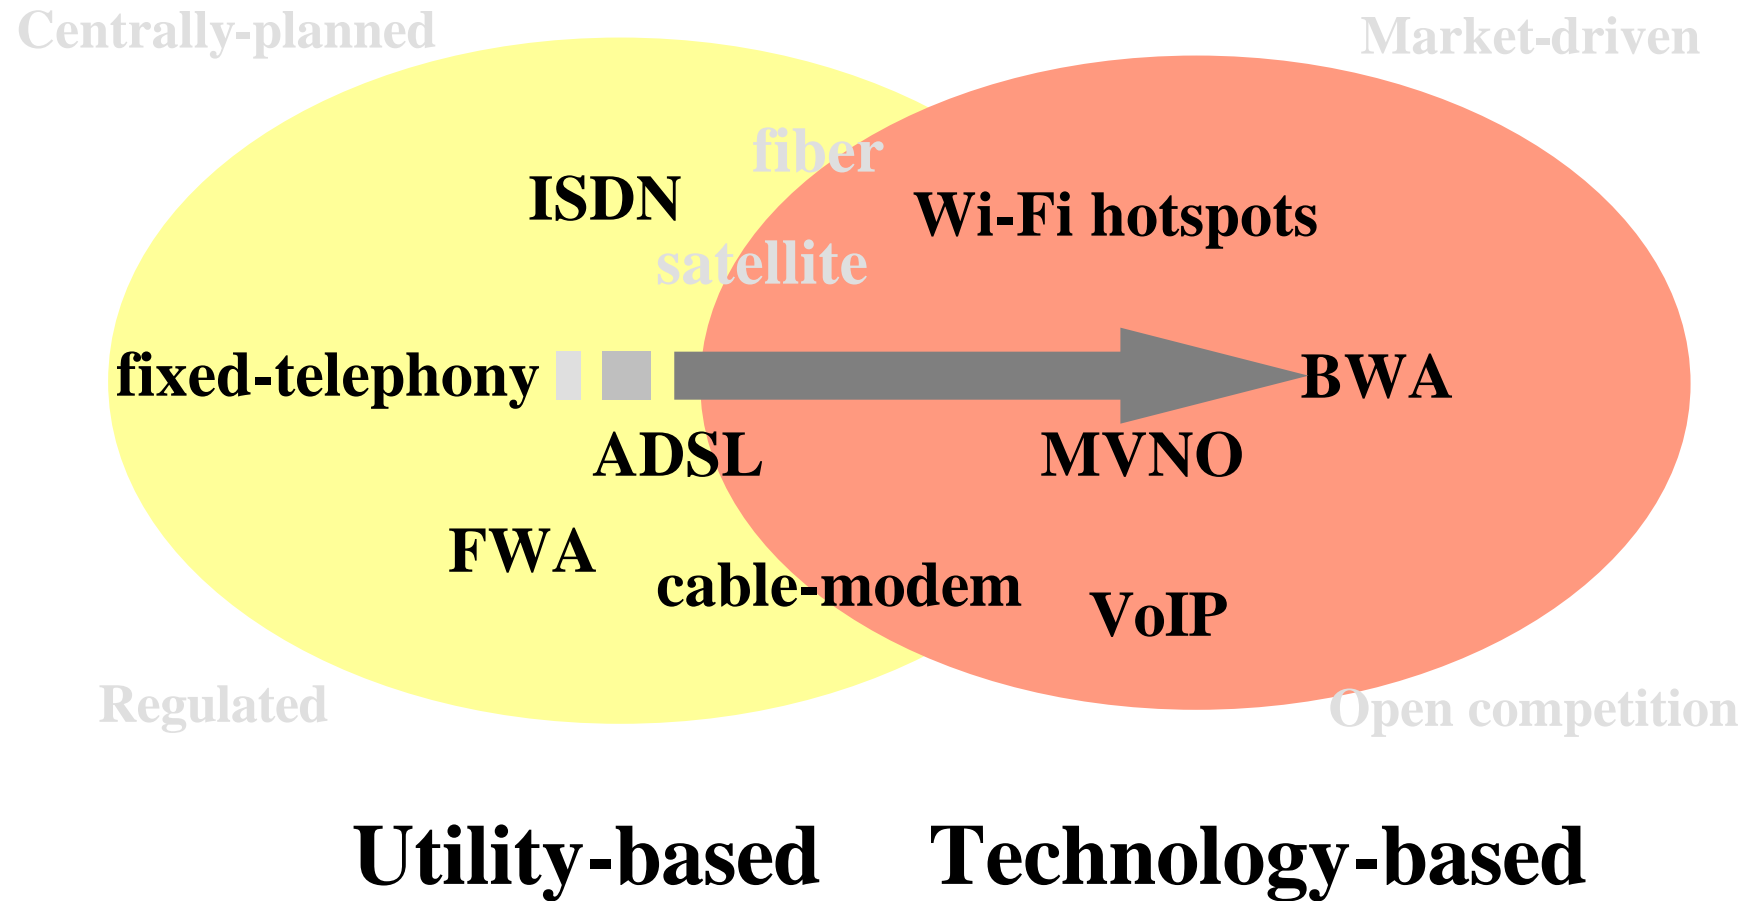 Centrally-planned
Market-driven
fiber
ISDN
Wi-Fi hotspots
satellite
fixed-telephony
BWA
ADSL
MVNO
FWA
cable-modem
VoIP
Regulated
Open competition
Utility-based
Technology-based